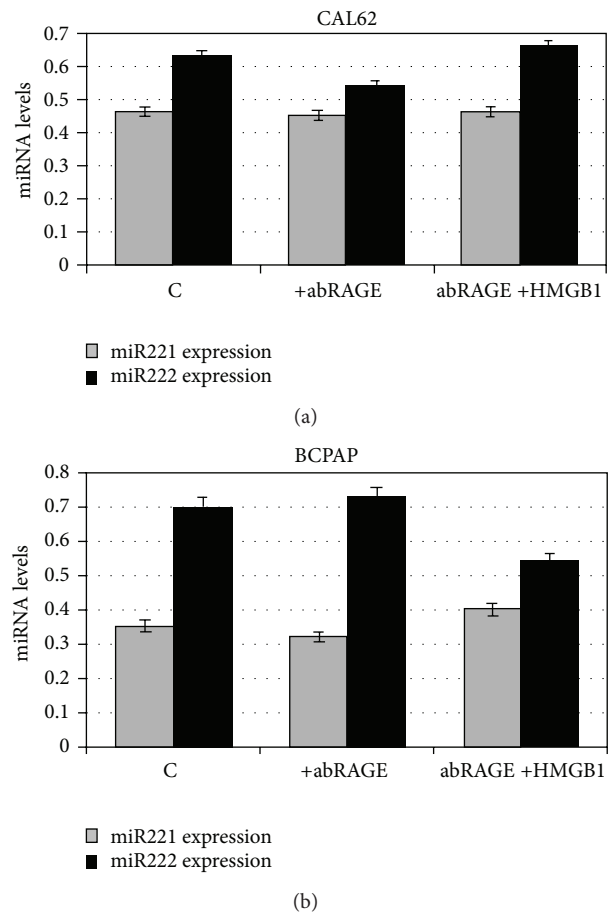 CAL62
0.7
0.6
0.5
0.4
0.3
0.2
0.1
0
miRNA levels
C +abRAGE abRAGE +HMGB1
miR221 expression
miR222 expression
(a)
BCPAP
0.8
0.7
0.6
0.5
0.4
0.3
0.2
0.1
0
miRNA levels
C +abRAGE abRAGE +HMGB1
miR221 expression
miR222 expression
(b)